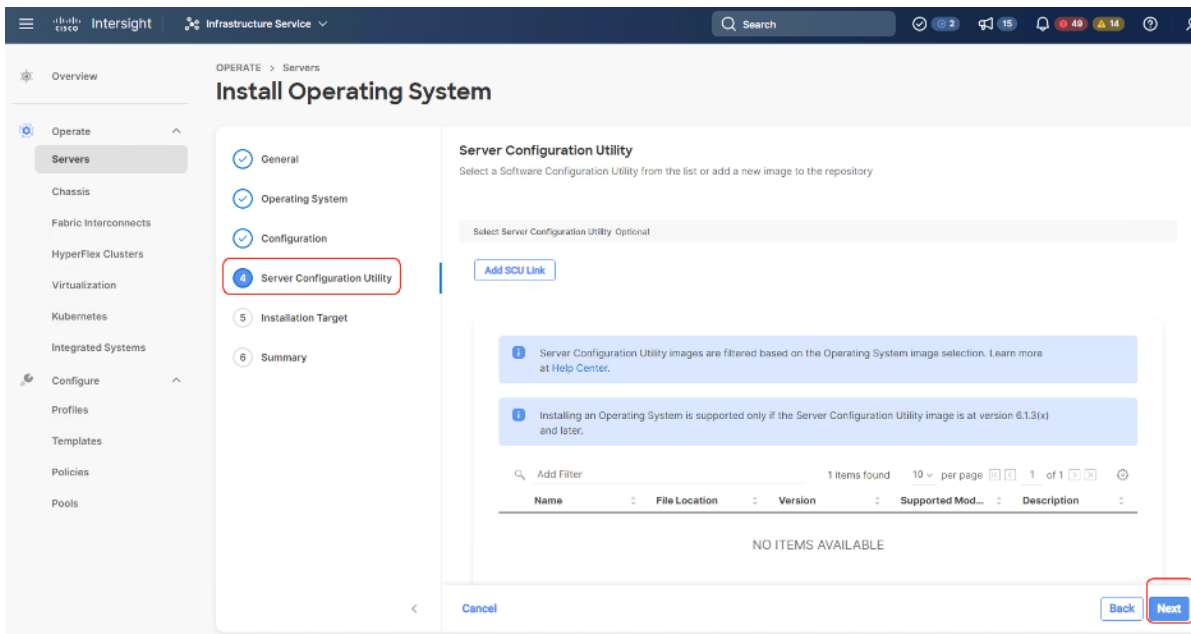 cisco Intersight
Infrastructure Service
Search
2
15
49
14
Overview
Operate
Servers
Chassis
Fabric Interconnects
HyperFlex Clusters
Virtualization
Kubernetes
Integrated Systems
Configure
Profiles
Templates
Policies
Pools
OPERATE > Servers
Install Operating System
General
Operating System
Configuration
4 Server Configuration Utility
5 Installation Target
6 Summary
Server Configuration Utility
Select a Software Configuration Utility from the list or add a new image to the repository
Select Server Configuration Utility Optional
Add SCU Link
Server Configuration Utility images are filtered based on the Operating System image selection. Learn more
at Help Center.
Installing an Operating System is supported only if the Server Configuration Utility image is at version 6.1.3(x)
and later.
Add Filter 1 items found 10 per page 1 of 1
Name File Location Version Supported Mod... Description
NO ITEMS AVAILABLE
Cancel Back Next